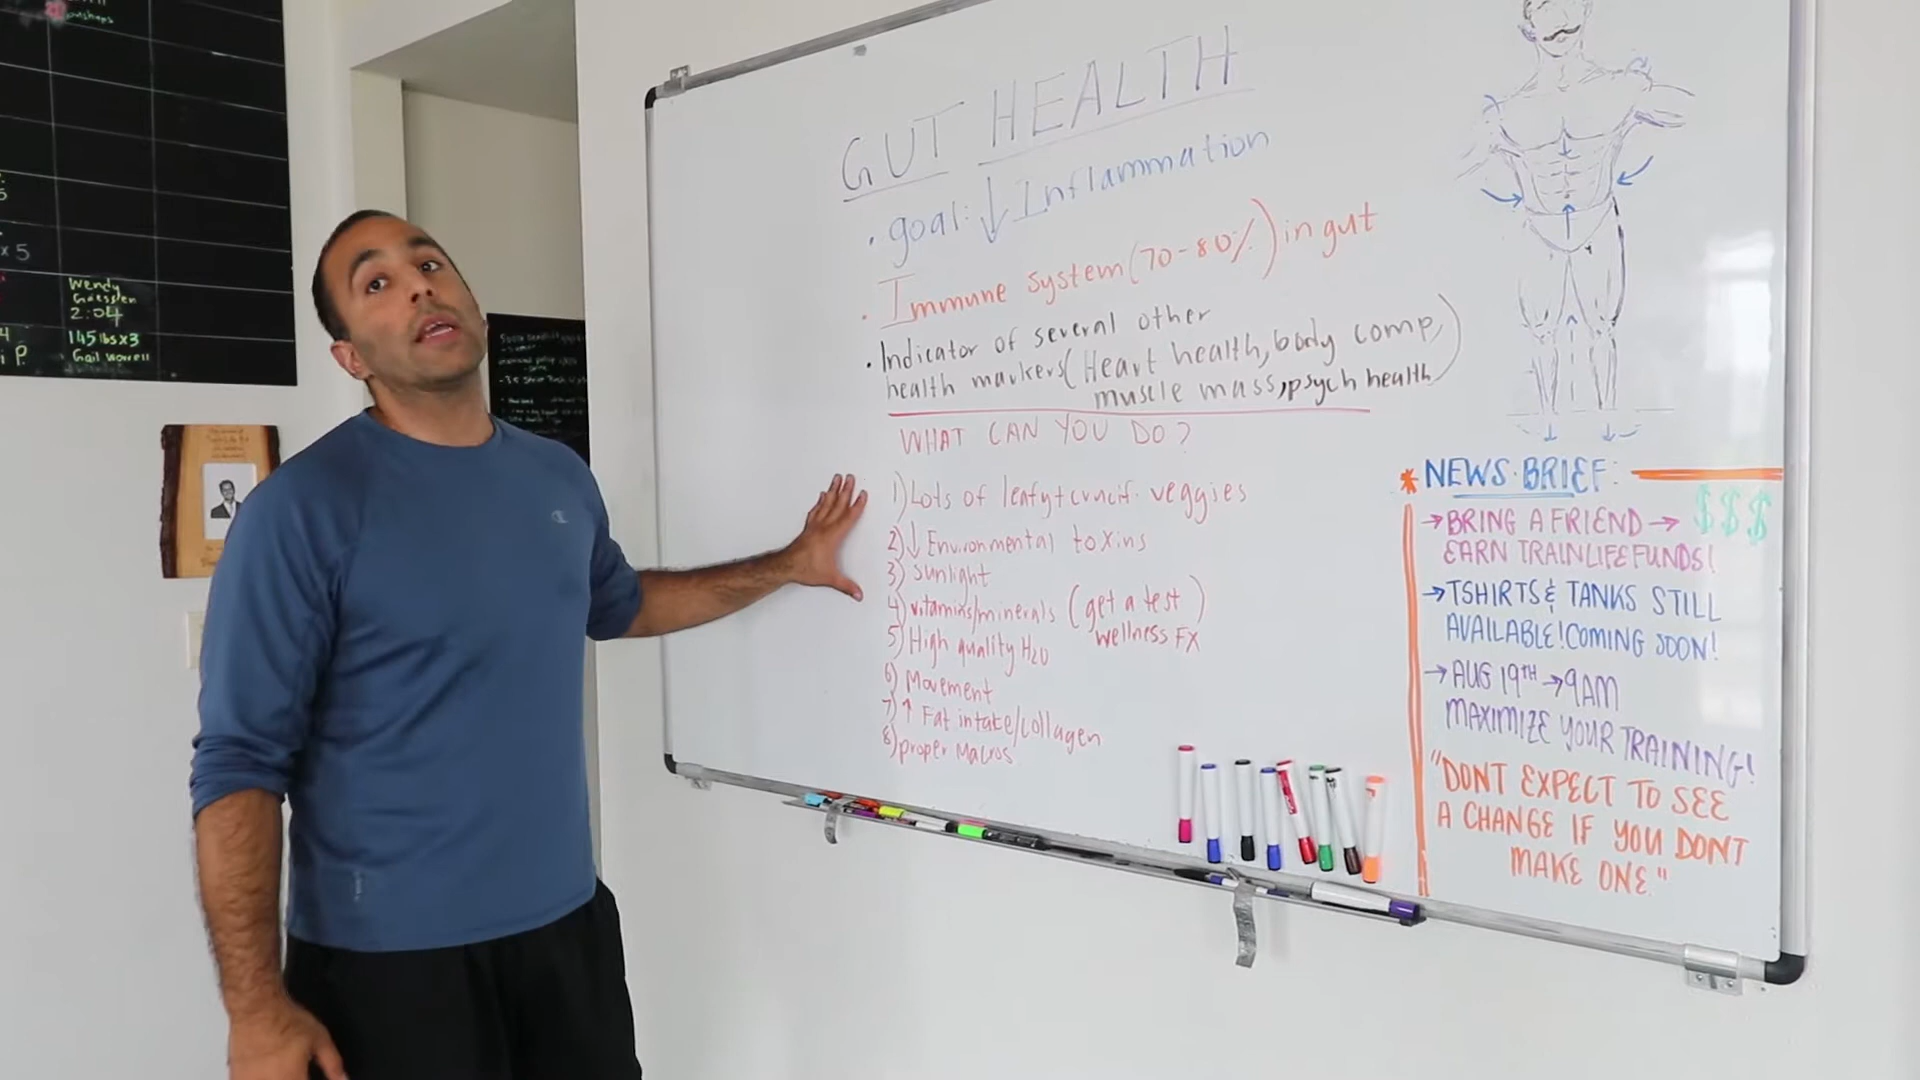 GUT HEALTH
• goal: ↓ Inflammation
• Immune system (70-80%) in gut
• Indicator of several other
health markers (Heart health, body comp,
muscle mass, psych health)
WHAT CAN YOU DO?
1) Lots of leafy + crucif. veggies
2) ↓ Environmental toxins
3) Sunlight
4) vitamins/minerals (get a test)
wellness FX
5) High quality H2O
6) Movement
7) ↑ Fat intake/collagen
8) proper Macros
* NEWS·BRIEF:
→ BRING A FRIEND → $$$
EARN TRAINLIFEFUNDS!
→ TSHIRTS & TANKS STILL
AVAILABLE! COMING SOON!
→ AUG 19TH → 9AM
MAXIMIZE YOUR TRAINING!
"DONT EXPECT TO SEE
A CHANGE IF YOU DONT
MAKE ONE."
x 5
Wendy
2:04
145 lbs x 3
Gail Worrell
P.